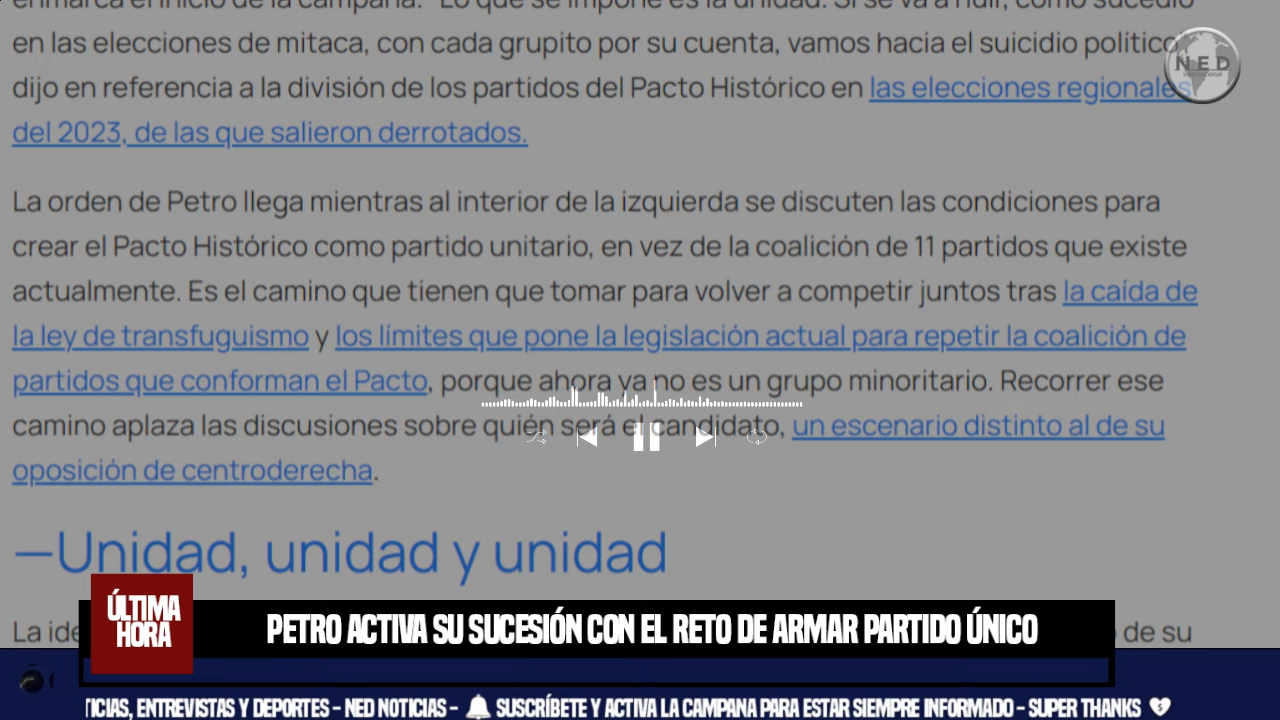 enmarca el inicio de la campaña. "Lo que se impone es la unidad. Si se va a huir, como sucedió
en las elecciones de mitaca, con cada grupito por su cuenta, vamos hacia el suicidio político
dijo en referencia a la división de los partidos del Pacto Histórico en las elecciones regionales
del 2023, de las que salieron derrotados.
NED
international
La orden de Petro llega mientras al interior de la izquierda se discuten las condiciones para
crear el Pacto Histórico como partido unitario, en vez de la coalición de 11 partidos que existe
actualmente. Es el camino que tienen que tomar para volver a competir juntos tras la caída de
la ley de transfuguismo y los límites que pone la legislación actual para repetir la coalición de
partidos que conforman el Pacto, porque ahora ya no es un grupo minoritario. Recorrer ese
camino aplaza las discusiones sobre quién será el candidato, un escenario distinto al de su
oposición de centroderecha.
—Unidad, unidad y unidad
La ide
de su
ÚLTIMA
HORA
PETRO ACTIVA SU SUCESIÓN CON EL RETO DE ARMAR PARTIDO ÚNICO
ICIAS, ENTREVISTAS Y DEPORTES - NED NOTICIAS - SUSCRÍBETE Y ACTIVA LA CAMPANA PARA ESTAR SIEMPRE INFORMADO - SUPER THANKS